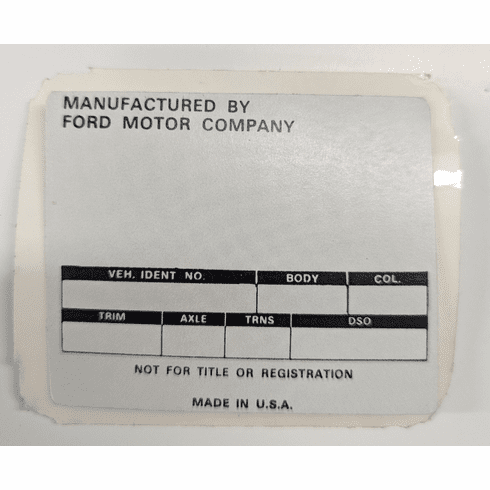 MANUFACTURED BY
FORD MOTOR COMPANY
VEH. IDENT NO. BODY COL.
TRIM AXLE TRNS DSO
NOT FOR TITLE OR REGISTRATION
MADE IN U.S.A.